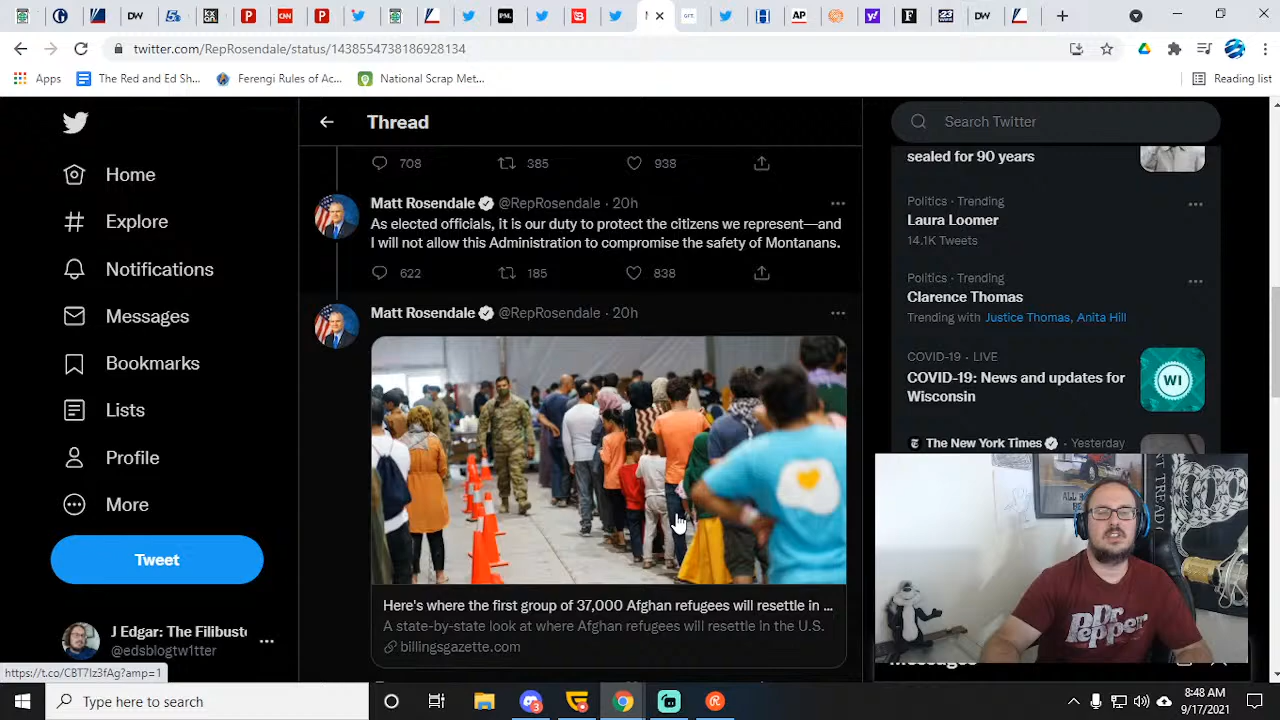 DW
CNN
PM.
GFT.
AP
DW
twitter.com/RepRosendale/status/1438554738186928134
Apps
The Red and Ed Sh...
Ferengi Rules of Ac...
National Scrap Met...
Reading list
Home
Explore
Notifications
Messages
Bookmarks
Lists
Profile
More
Tweet
J Edgar: The Filibust
@edsblogtw1tter
https://t.co/CBT7Iz3fAg?amp=1
Thread
708
385
938
Matt Rosendale @RepRosendale · 20h
As elected officials, it is our duty to protect the citizens we represent—and
I will not allow this Administration to compromise the safety of Montanans.
622
185
838
Matt Rosendale @RepRosendale · 20h
Here's where the first group of 37,000 Afghan refugees will resettle in ...
A state-by-state look at where Afghan refugees will resettle in the U.S.
billingsgazette.com
Search Twitter
sealed for 90 years
Politics · Trending
Laura Loomer
14.1K Tweets
Politics · Trending
Clarence Thomas
Trending with Justice Thomas, Anita Hill
COVID-19 · LIVE
COVID-19: News and updates for
Wisconsin
WI
The New York Times · Yesterday
Dr
Pepper
Messages
Type here to search
8:48 AM
9/17/2021